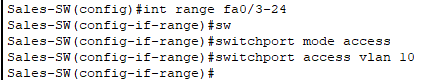 Sales-SW(config)#int range fa0/3-24
Sales-SW(config-if-range)#sw
Sales-SW(config-if-range)#switchport mode access
Sales-SW(config-if-range)#switchport access vlan 10
Sales-SW(config-if-range)#